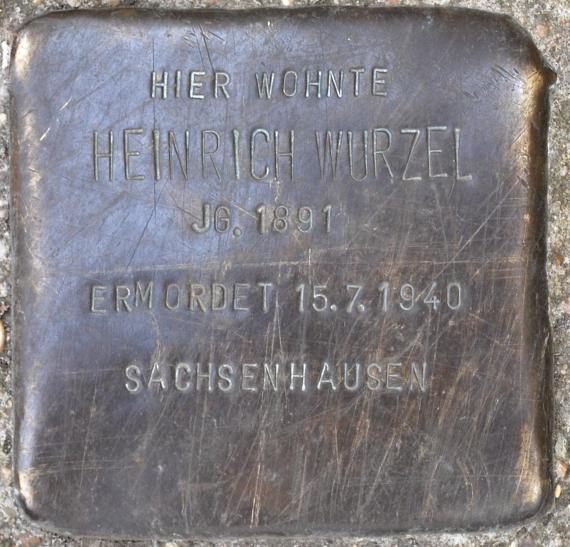 HIER WOHNTE
HEINRICH WURZEL
JG. 1891
ERMORDET 15.7.1940
SACHSENHAUSEN